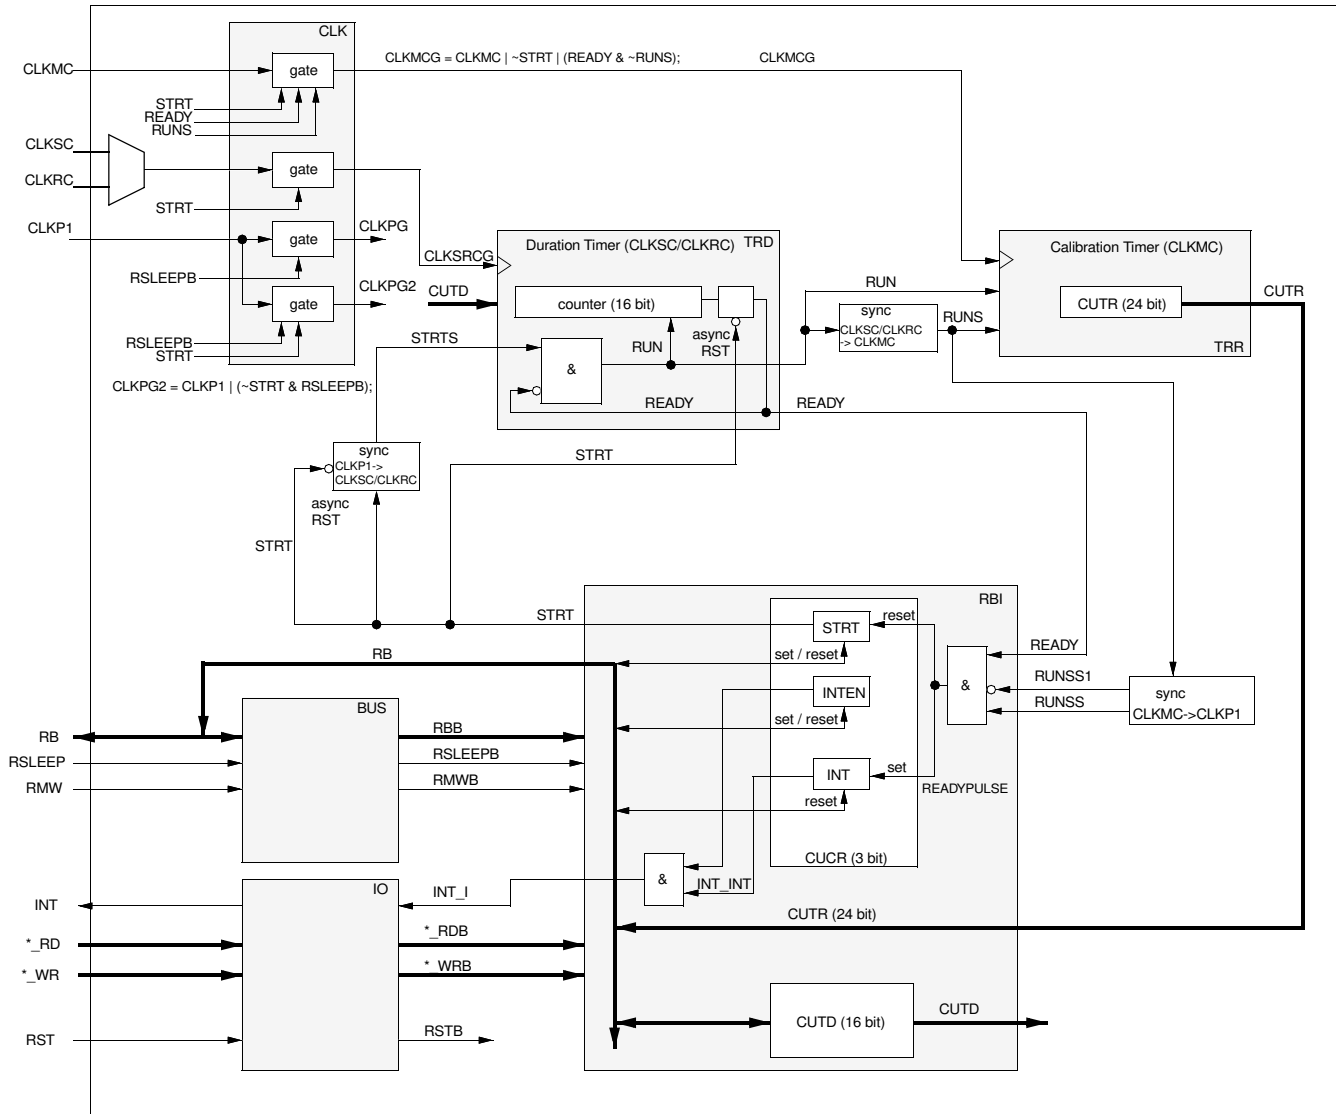 CLK
CLKMC
gate
CLKMCG = CLKMC | ~STRT | (READY & ~RUNS);
CLKMCG
STRT
READY
RUNS
CLKSC
CLKRC
gate
STRT
CLKP1
gate
CLKPG
RSLEEPB
gate
CLKPG2
RSLEEPB
STRT
CLKPG2 = CLKP1 | (~STRT & RSLEEPB);
Duration Timer (CLKSC/CLKRC)
TRD
CLKSRCG
CUTD
counter (16 bit)
async
RST
STRTS
&
RUN
READY
READY
RUN
sync
CLKSC/CLKRC
-> CLKMC
RUNS
Calibration Timer (CLKMC)
CUTR (24 bit)
TRR
CUTR
sync
CLKP1->
CLKSC/CLKRC
async
RST
STRT
STRT
STRT
RBI
STRT
reset
set / reset
INTEN
set / reset
INT
set
reset
READYPULSE
CUCR (3 bit)
&
READY
RUNSS1
RUNSS
sync
CLKMC->CLKP1
RB
BUS
RB
RSLEEP
RMW
RBB
RSLEEPB
RMWB
&
INT_INT
IO
INT
INT_I
*_RD
*_RDB
*_WR
*_WRB
RST
RSTB
CUTR (24 bit)
CUTD (16 bit)
CUTD